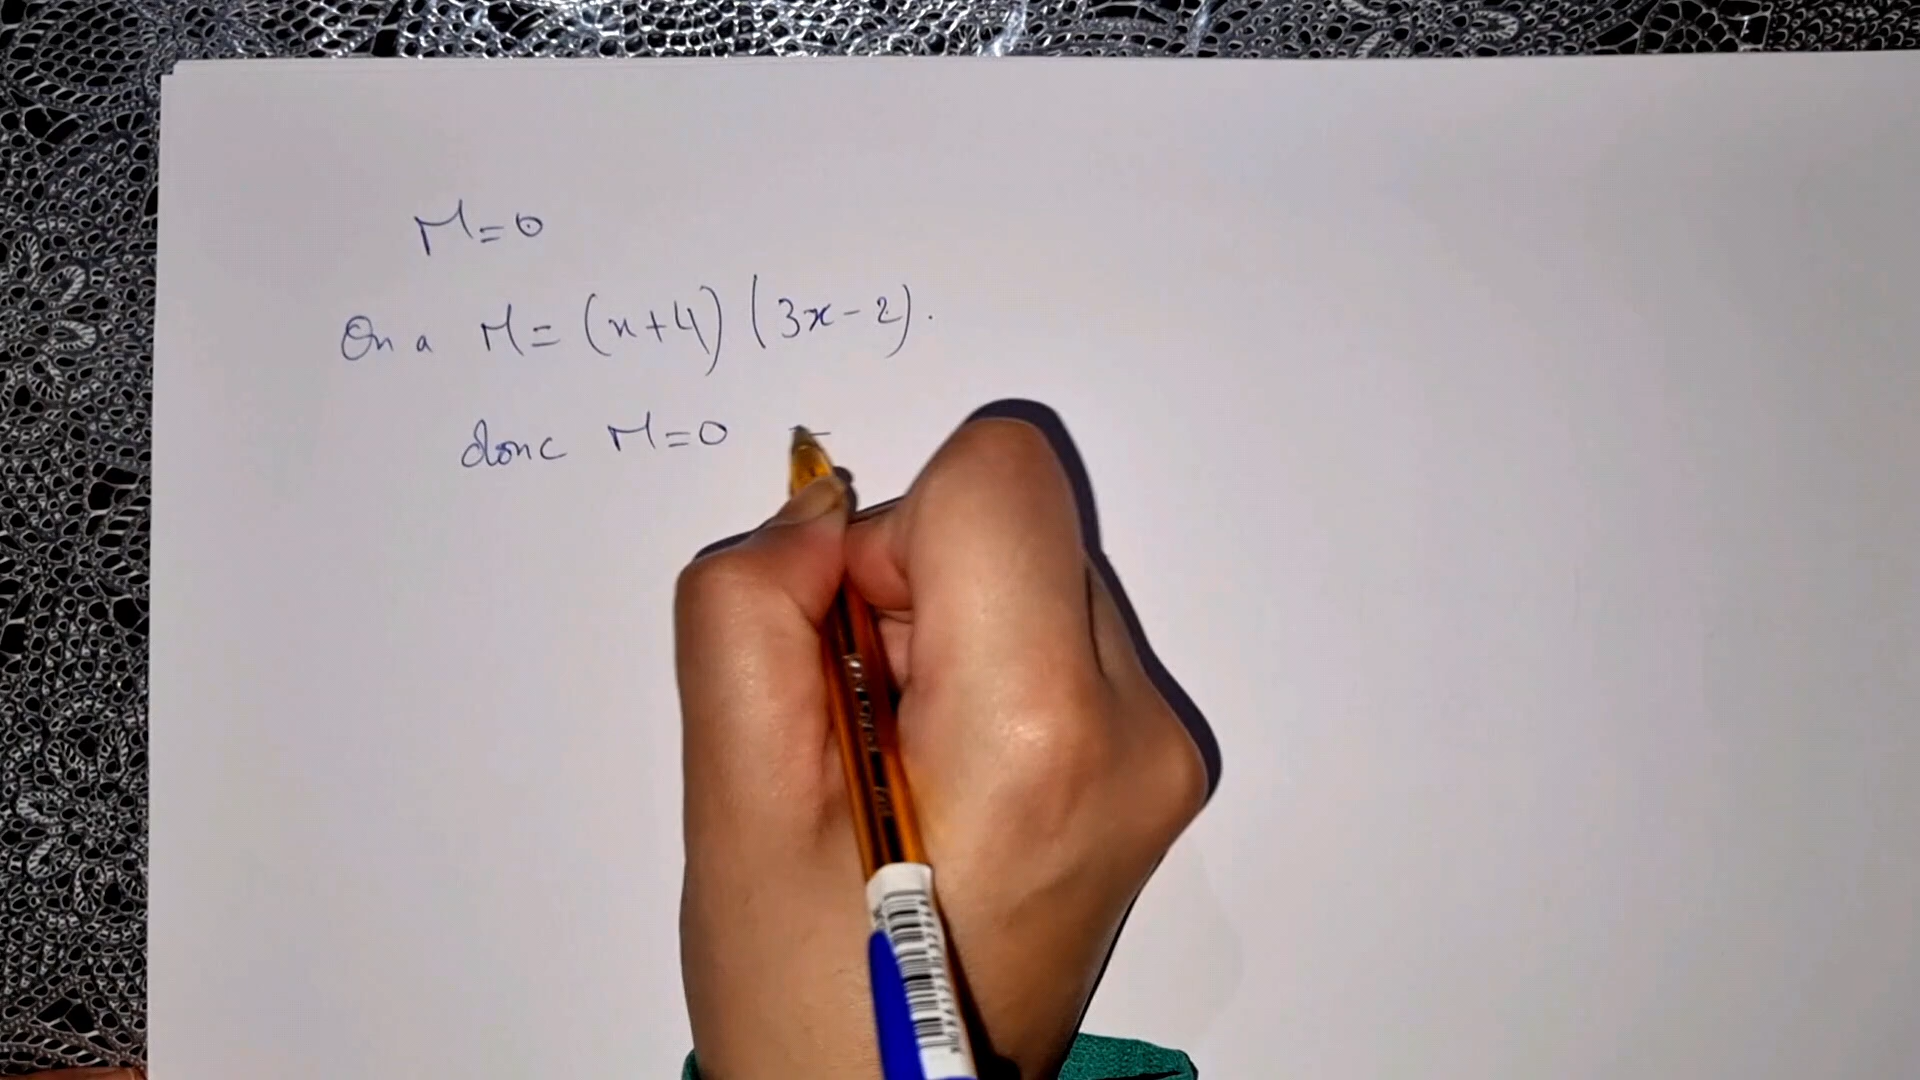 M=0
On a M=(x+4)(3x-2).
donc M=0